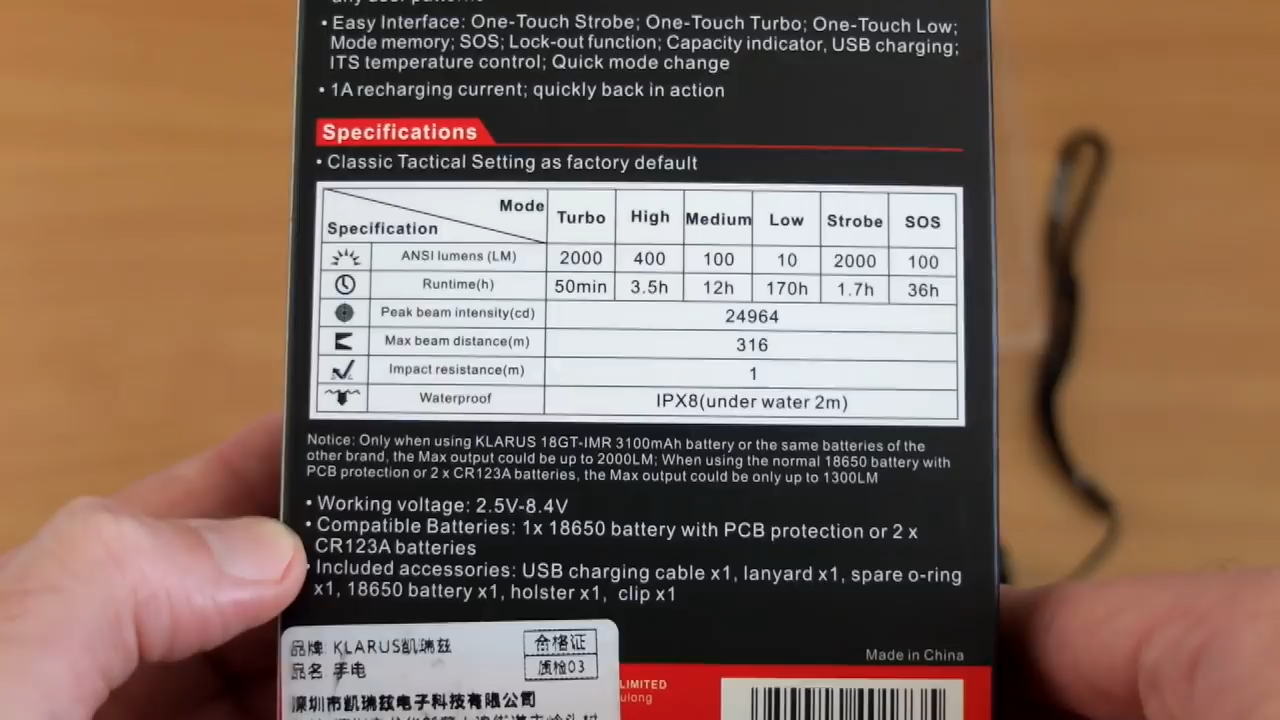 any user patterns
• Easy Interface: One-Touch Strobe; One-Touch Turbo; One-Touch Low;
Mode memory; SOS; Lock-out function; Capacity indicator, USB charging;
ITS temperature control; Quick mode change
• 1A recharging current; quickly back in action
Specifications
• Classic Tactical Setting as factory default
Mode
Specification
Turbo High Medium Low Strobe SOS
ANSI lumens (LM) 2000 400 100 10 2000 100
Runtime(h) 50min 3.5h 12h 170h 1.7h 36h
Peak beam intensity(cd) 24964
Max beam distance(m) 316
Impact resistance(m) 1
Waterproof IPX8(under water 2m)
Notice: Only when using KLARUS 18GT-IMR 3100mAh battery or the same batteries of the
other brand, the Max output could be up to 2000LM; When using the normal 18650 battery with
PCB protection or 2 x CR123A batteries, the Max output could be only up to 1300LM
• Working voltage: 2.5V-8.4V
• Compatible Batteries: 1x 18650 battery with PCB protection or 2 x
CR123A batteries
• Included accessories: USB charging cable x1, lanyard x1, spare o-ring
x1, 18650 battery x1, holster x1, clip x1
品牌: KLARUS凯瑞兹
合格证
品名: 手电
质检03
深圳市凯瑞兹电子科技有限公司
Made in China
LIMITED
ulong